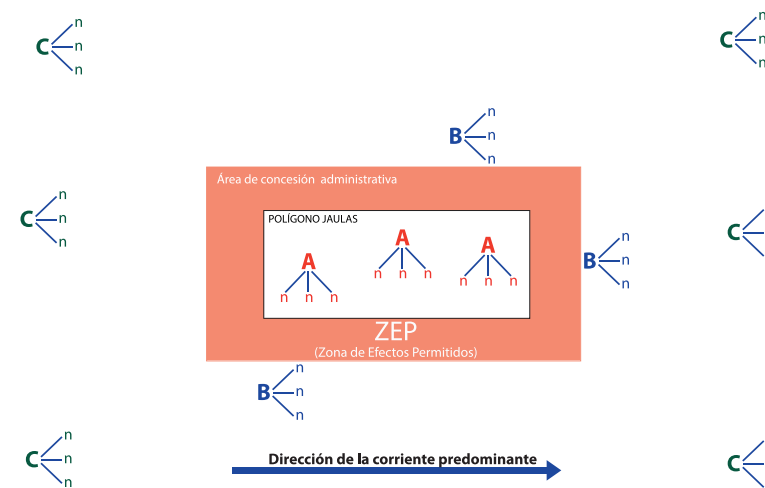 n
C n
n
n
C n
n
n
B n
n
Área de concesión administrativa
POLÍGONO JAULAS
A
n n n
A
n n n
A
n n n
n
C n
n
C
n
B n
n
ZEP
(Zona de Efectos Permitidos)
n
B n
n
n
C n
n
C
Dirección de la corriente predominante